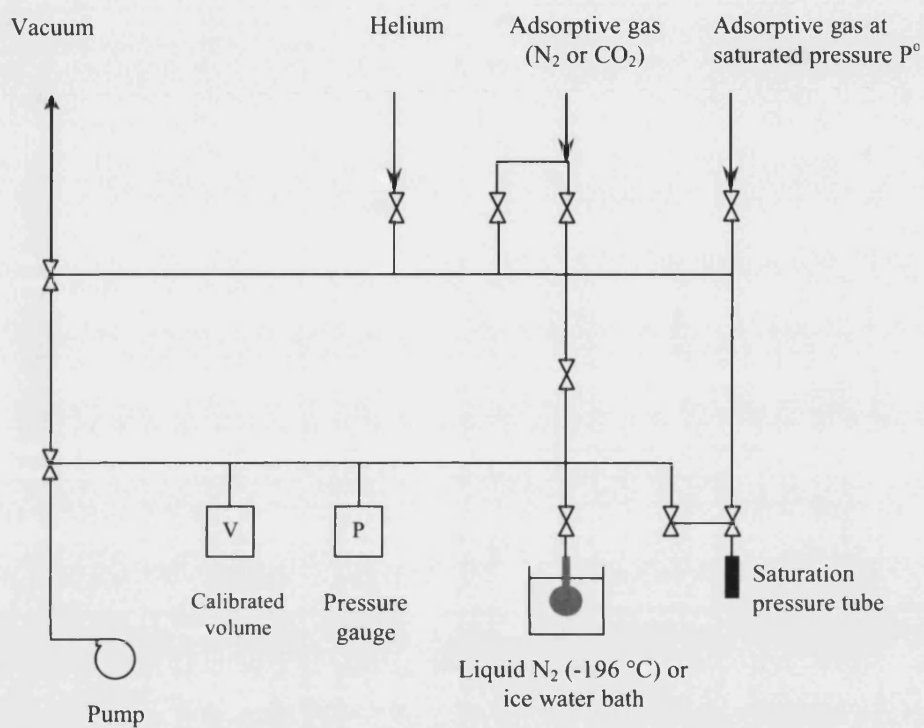 Vacuum
Helium
Adsorptive gas
(N₂ or CO₂)
Adsorptive gas at
saturated pressure P°
V
P
Calibrated
volume
Pressure
gauge
Saturation
pressure tube
Liquid N₂ (-196 °C) or
ice water bath
Pump